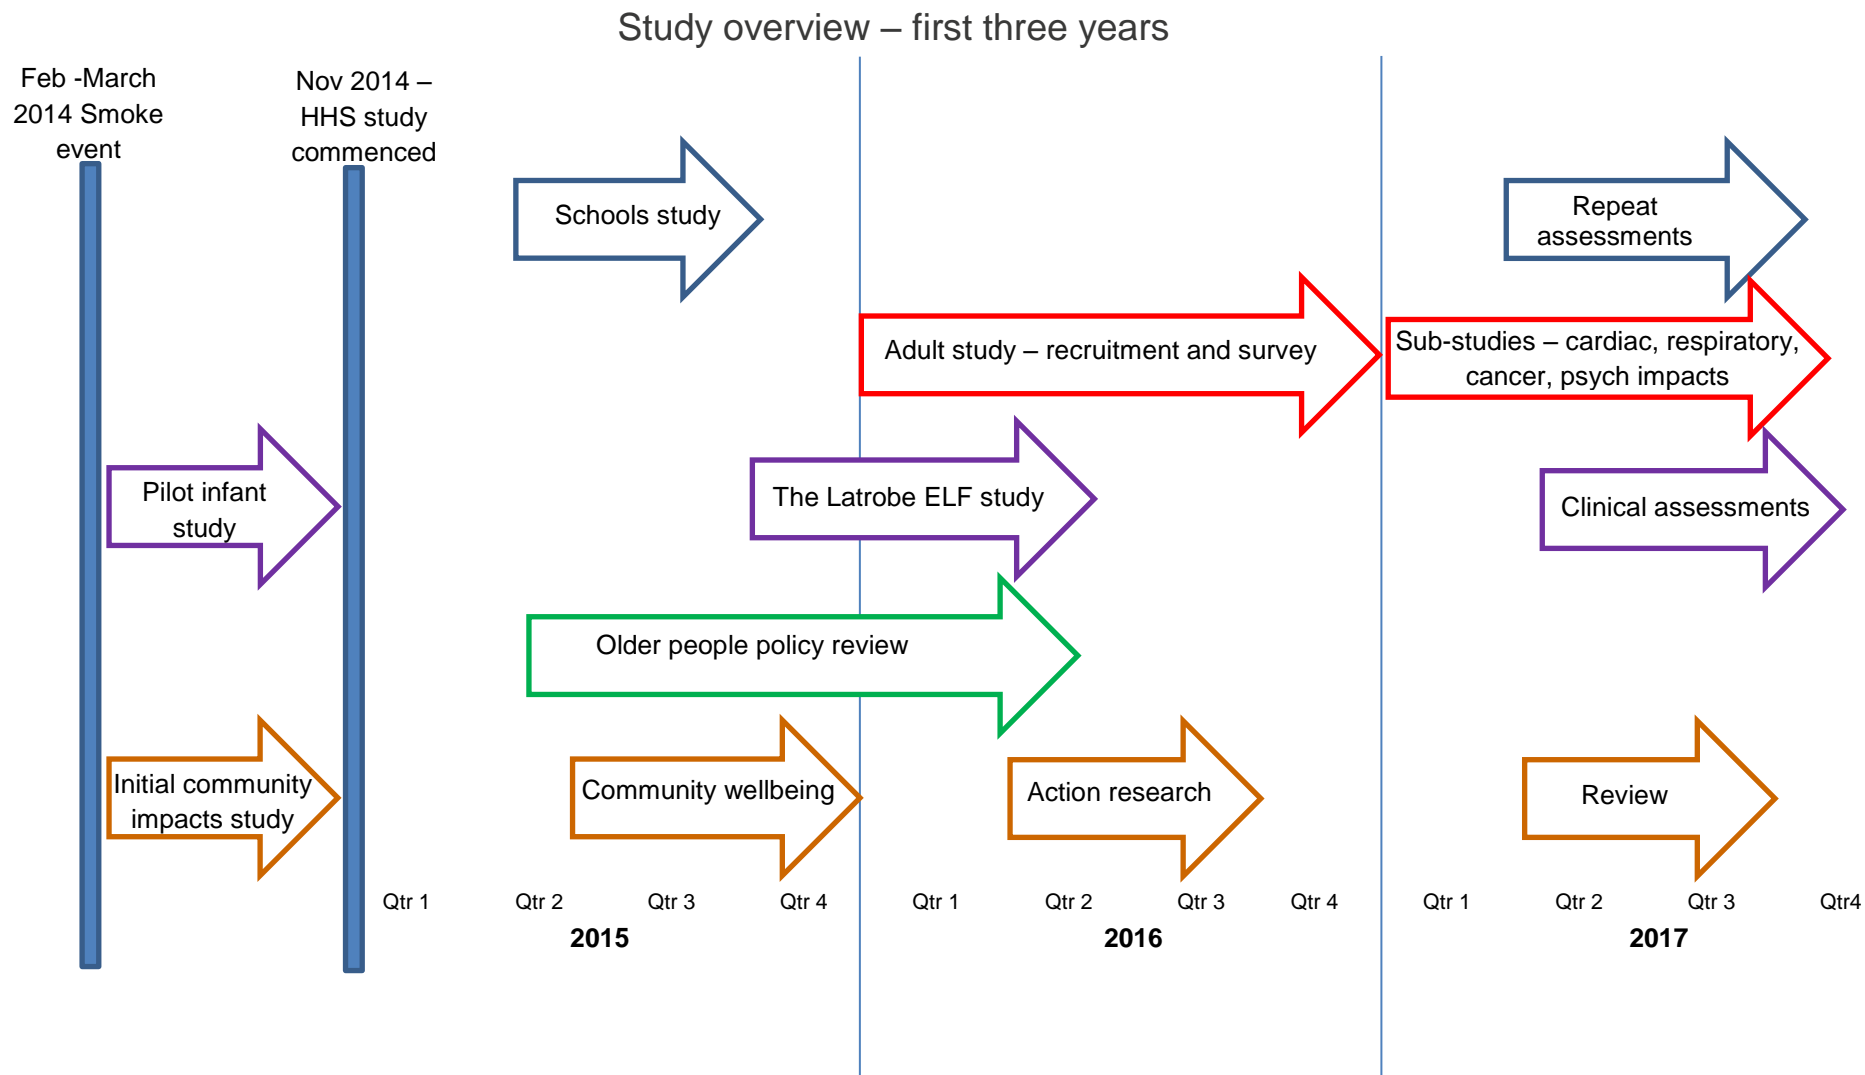 Study overview – first three years
Feb -March
2014 Smoke
event
Nov 2014 –
HHS study
commenced
Schools study
Repeat
assessments
Adult study – recruitment and survey
Sub-studies – cardiac, respiratory,
cancer, psych impacts
Pilot infant
study
The Latrobe ELF study
Clinical assessments
Older people policy review
Initial community
impacts study
Community wellbeing
Action research
Review
Qtr 1
Qtr 2
Qtr 3
Qtr 4
Qtr 1
Qtr 2
Qtr 3
Qtr 4
Qtr 1
Qtr 2
Qtr 3
Qtr4
2015
2016
2017